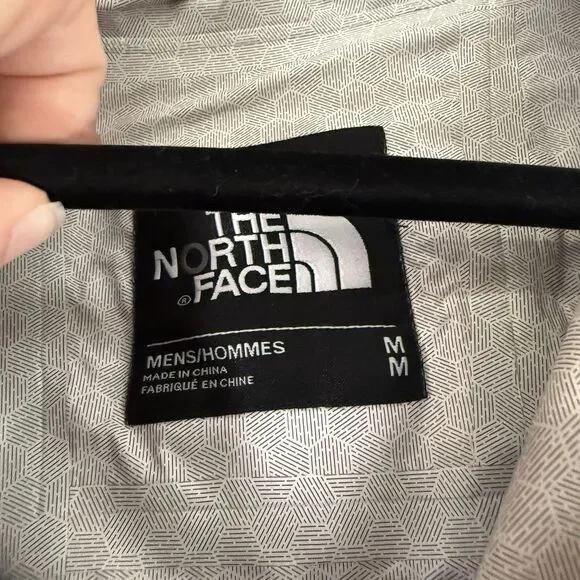 THE
NORTH
® FACE
MENS/HOMMES M
MADE IN CHINA M
FABRIQUÉ EN CHINE